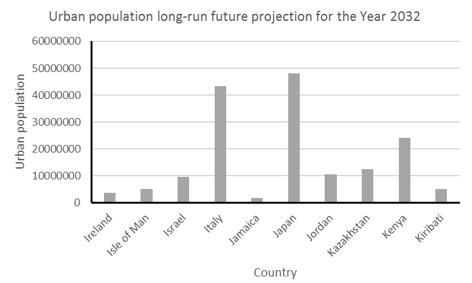 Urban population long-run future projection for the Year 2032
Urban population
60000000
50000000
40000000
30000000
20000000
10000000
0
Ireland
Isle of Man
Israel
Italy
Jamaica
Japan
Jordan
Kazakhstan
Kenya
Kiribati
Country